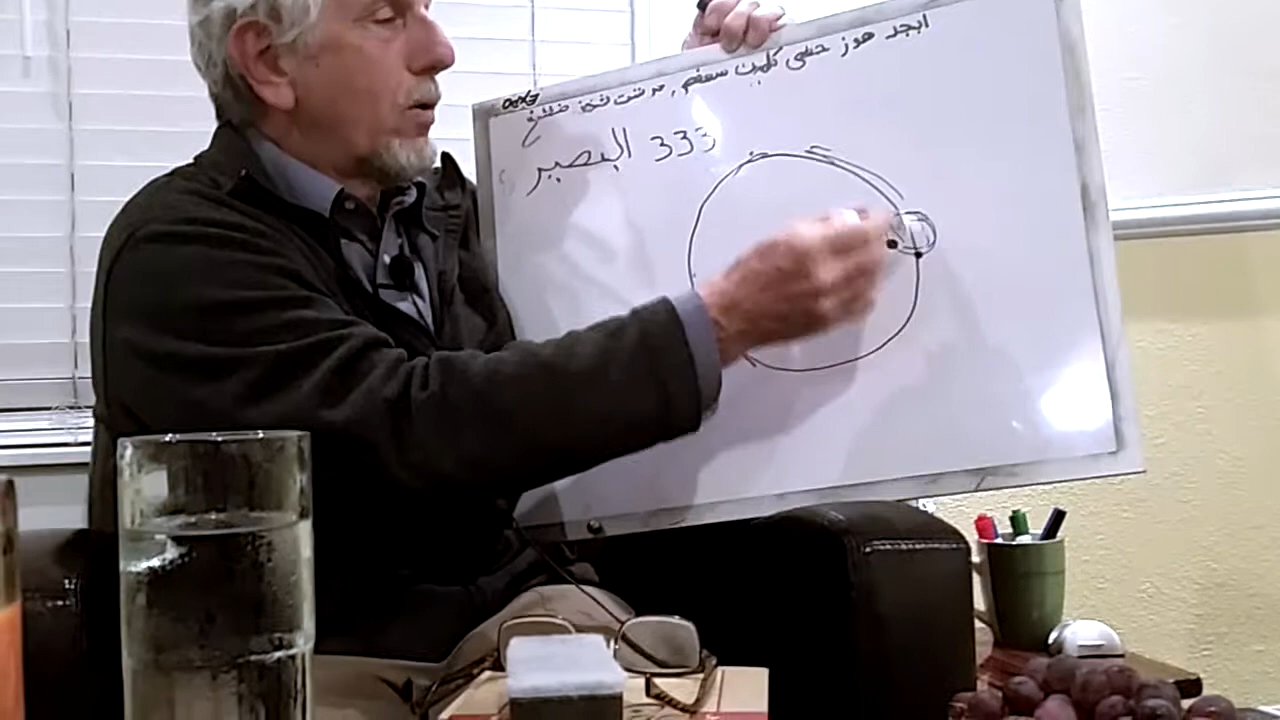 ابجد هوز حطي كلمن سعفص, قرشت ثخذ ضظغ
البصير 333